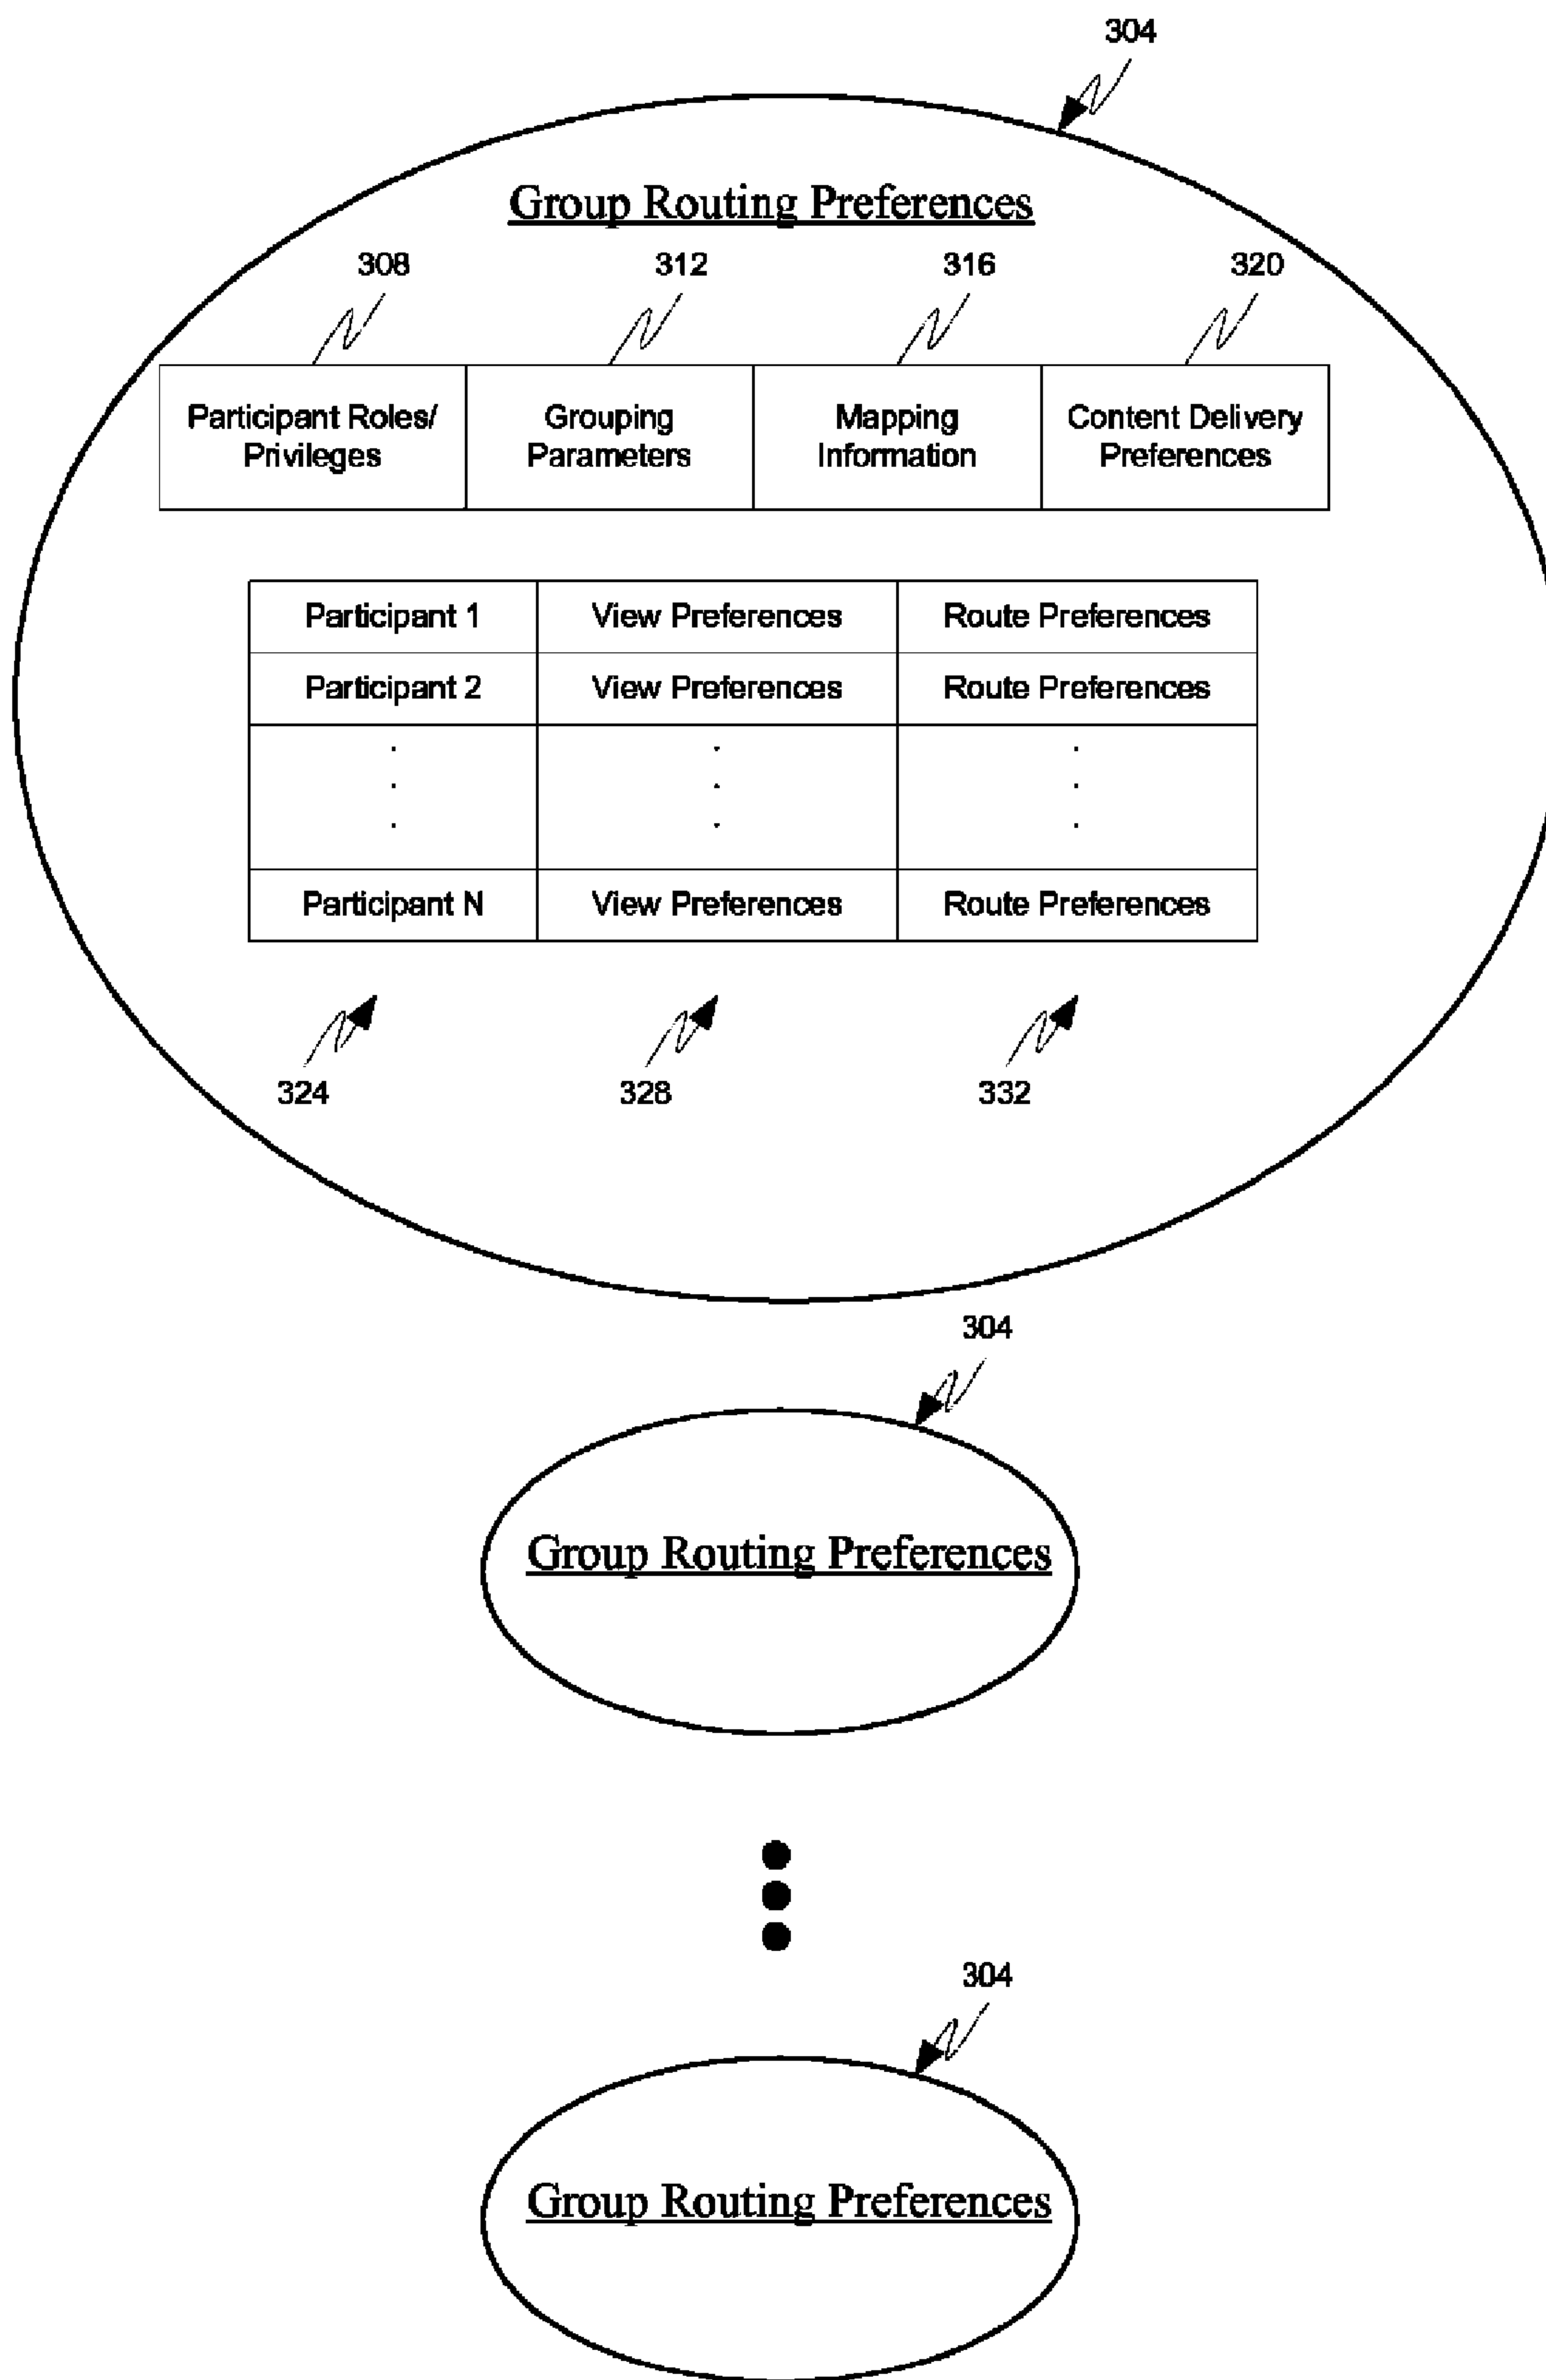 304
Group Routing Preferences
308 312 316 320
Participant Roles/ Privileges
Grouping Parameters
Mapping Information
Content Delivery Preferences
Participant 1 View Preferences Route Preferences
Participant 2 View Preferences Route Preferences
. . .
. . .
. . .
Participant N View Preferences Route Preferences
324 328 332
304
Group Routing Preferences
304
Group Routing Preferences